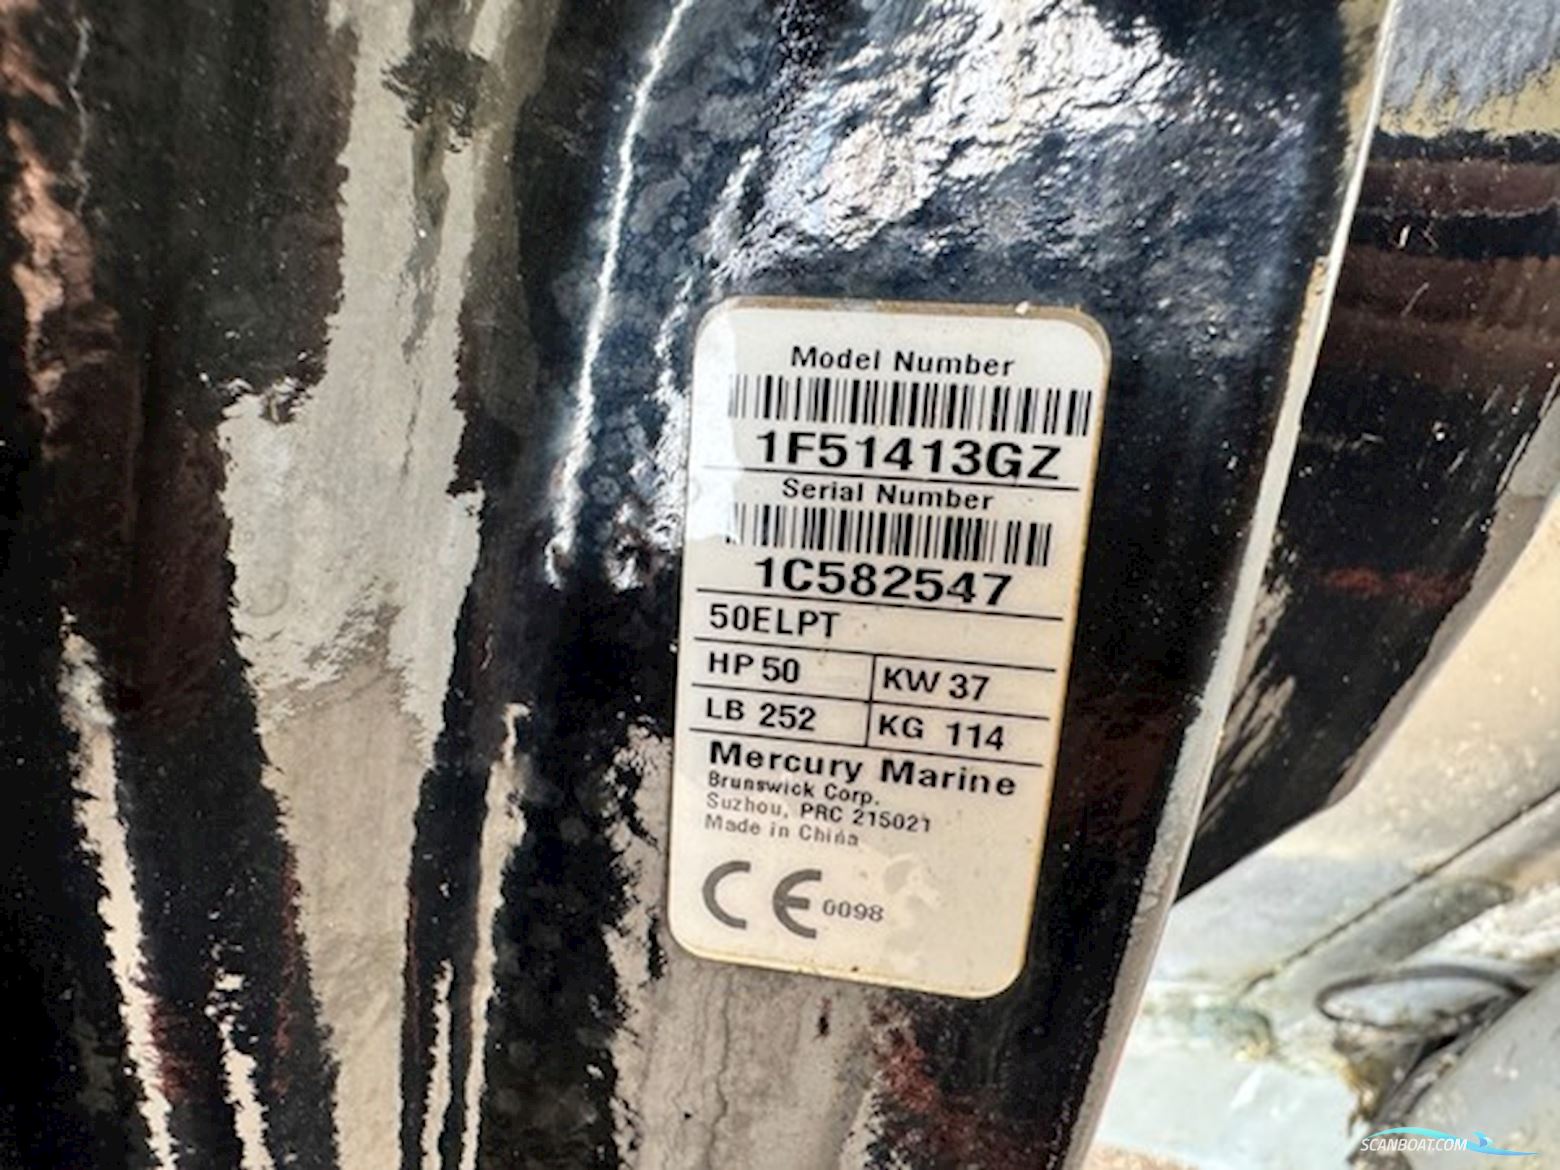 Model Number
1F51413GZ
Serial Number
1C582547
50ELPT
HP 50 KW 37
LB 252 KG 114
Mercury Marine
Brunswick Corp.
Suzhou, PRC 215021
Made in China
CE 0098
SCANBOAT.COM